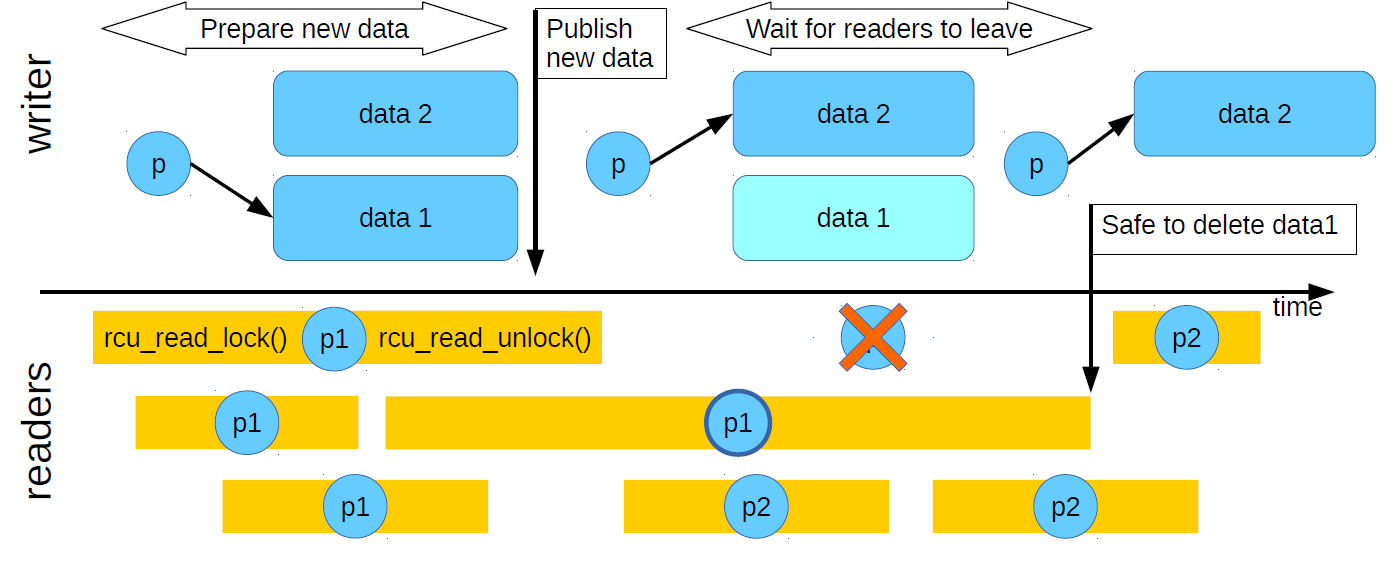 Prepare new data
Publish
new data
Wait for readers to leave
writer
data 2
data 2
data 2
p
p
p
data 1
data 1
Safe to delete data1
time
readers
rcu_read_lock()
p1
rcu_read_unlock()
p2
p1
p1
p1
p2
p2